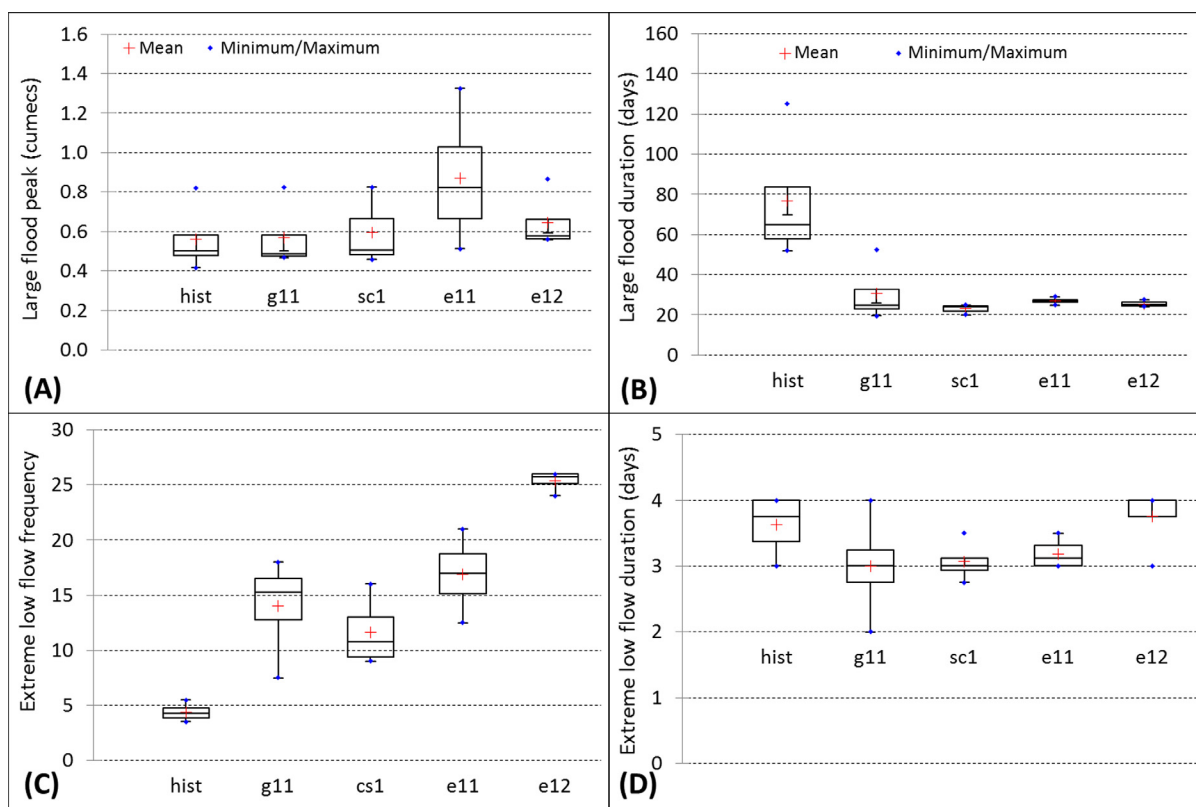 Large flood peak (cumecs)
1.6
1.4
1.2
1.0
0.8
0.6
0.4
0.2
0.0
Mean
Minimum/Maximum
hist
g11
sc1
e11
e12
(A)
Large flood duration (days)
160
140
120
100
80
60
40
20
0
Mean
Minimum/Maximum
hist
g11
sc1
e11
e12
(B)
Extreme low flow frequency
30
25
20
15
10
5
0
hist
g11
cs1
e11
e12
(C)
Extreme low flow duration (days)
5
4
3
2
1
0
hist
g11
sc1
e11
e12
(D)